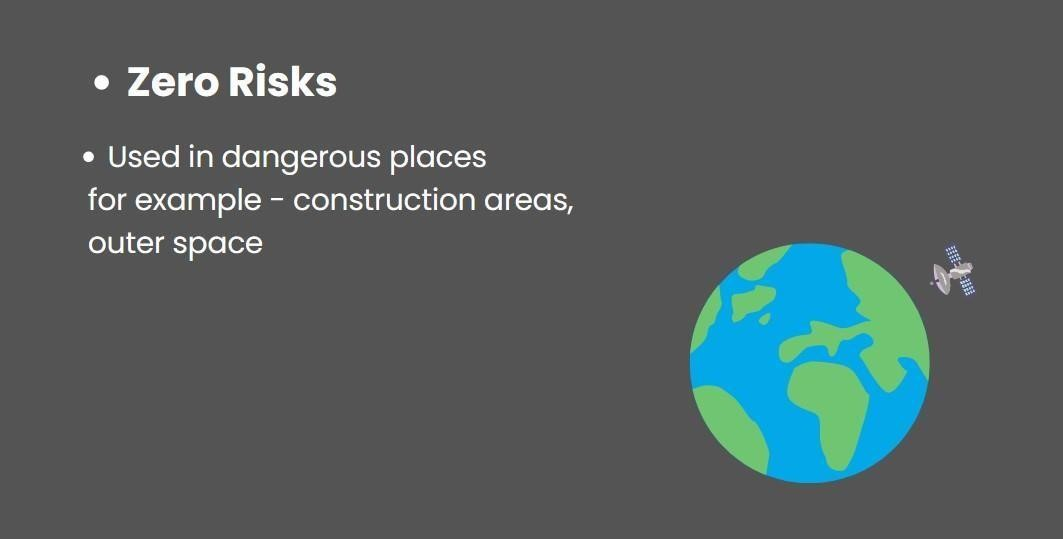 • Zero Risks
• Used in dangerous places
for example - construction areas,
outer space